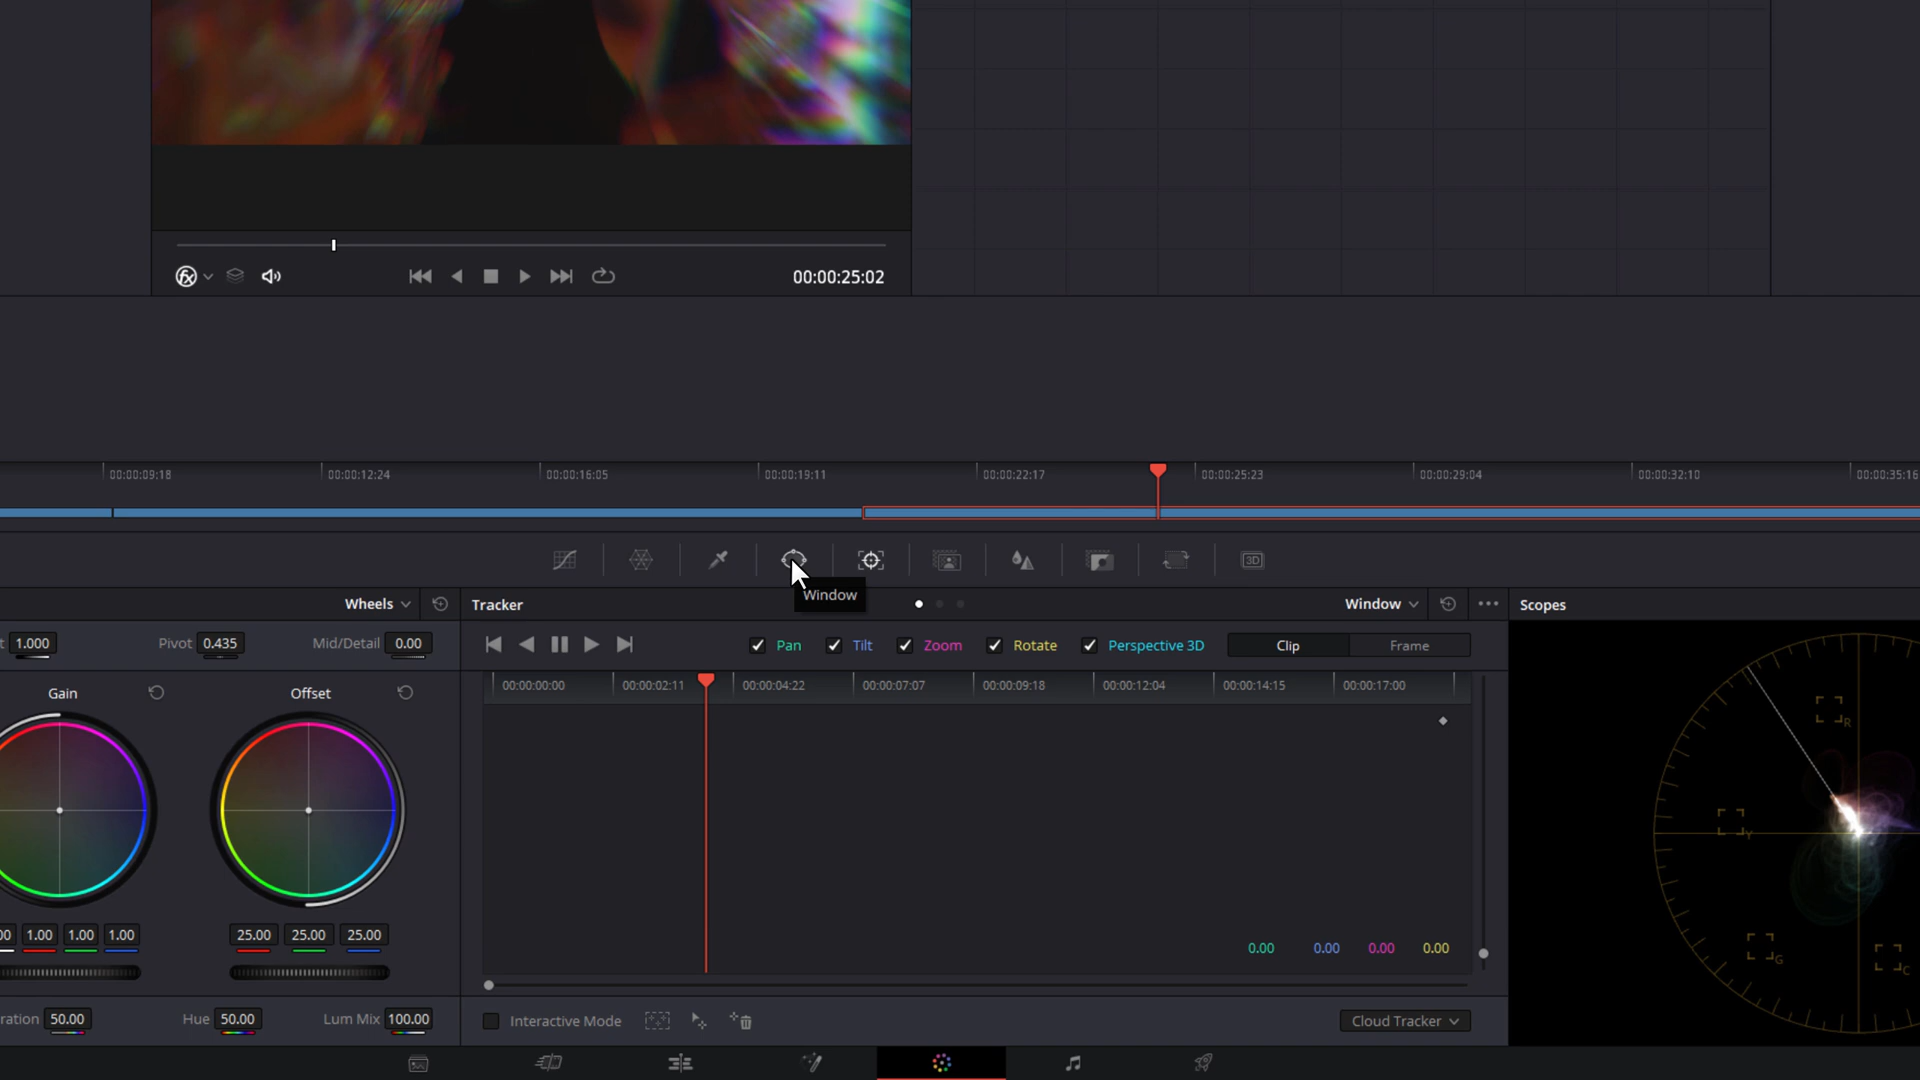 00:00:25:02
00:00:09:18 00:00:12:24 00:00:16:05 00:00:19:11 00:00:22:17 00:00:25:23 00:00:29:04 00:00:32:10 00:00:35:16
3D
Window
Wheels Tracker Window Scopes
t 1.000 Pivot 0.435 Mid/Detail 0.00 Pan Tilt Zoom Rotate Perspective 3D Clip Frame
Gain Offset 00:00:00:00 00:00:02:11 00:00:04:22 00:00:07:07 00:00:09:18 00:00:12:04 00:00:14:15 00:00:17:00
R
Y
00 1.00 1.00 1.00 25.00 25.00 25.00 0.00 0.00 0.00 0.00
G C
ration 50.00 Hue 50.00 Lum Mix 100.00 Interactive Mode Cloud Tracker